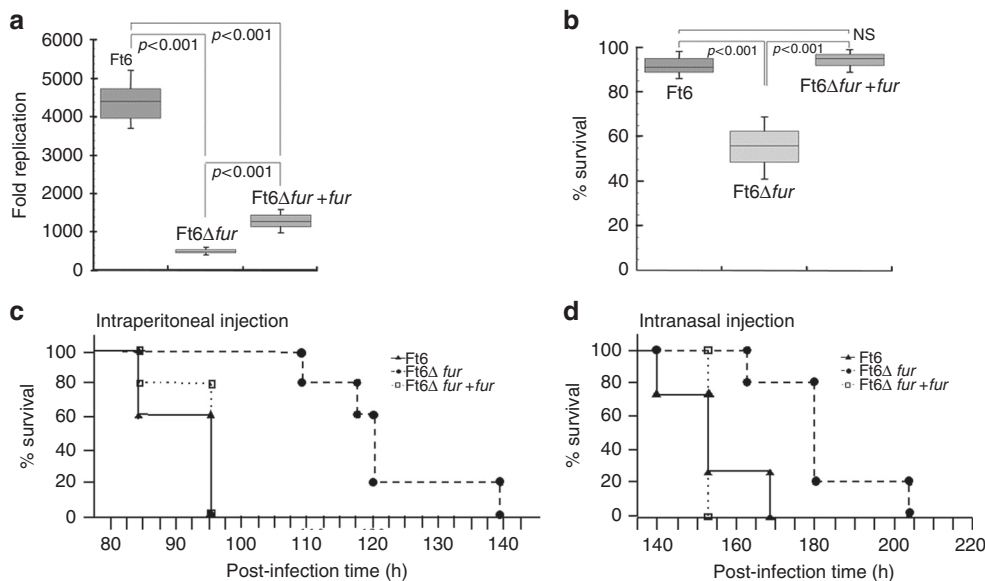 a
6000
5000
4000
3000
2000
1000
0
Fold replication
Ft6
p<0.001
p<0.001
p<0.001
Ft6Δfur
Ft6Δfur +fur
b
100
80
60
40
20
0
% survival
NS
p<0.001
p<0.001
Ft6
Ft6Δfur
Ft6Δfur +fur
c
Intraperitoneal injection
100
80
60
40
20
0
% survival
Ft6
Ft6Δ fur
Ft6Δ fur +fur
80 90 100 110 120 130 140
Post-infection time (h)
d
Intranasal injection
100
80
60
40
20
0
% survival
Ft6
Ft6Δ fur
Ft6Δ fur +fur
140 160 180 200 220
Post-infection time (h)